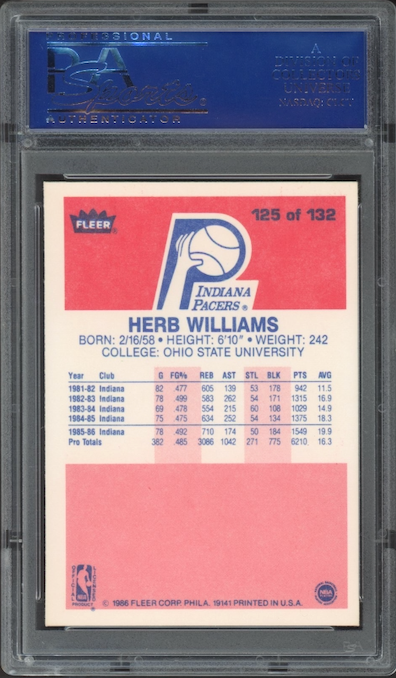 PROFESSIONAL
PSA
Sports
AUTHENTICATOR
A
DIVISION OF
COLLECTORS
UNIVERSE
NASDAQ: CLCT
FLEER
125 of 132
P
INDIANA
PACERS ®
HERB WILLIAMS
BORN: 2/16/58 • HEIGHT: 6'10" • WEIGHT: 242
COLLEGE: OHIO STATE UNIVERSITY
Year Club G FG% REB AST STL BLK PTS AVG
1981-82 Indiana 82 .477 605 139 53 178 942 11.5
1982-83 Indiana 78 .499 583 262 54 171 1315 16.9
1983-84 Indiana 69 .478 554 215 60 108 1029 14.9
1984-85 Indiana 75 .475 634 252 54 134 1375 18.3
1985-86 Indiana 78 .492 710 174 50 184 1549 19.9
Pro Totals 382 .485 3086 1042 271 775 6210 16.3
OFFICIAL
NBA
PRODUCT
© 1986 FLEER CORP. PHILA. 19141 PRINTED IN U.S.A.